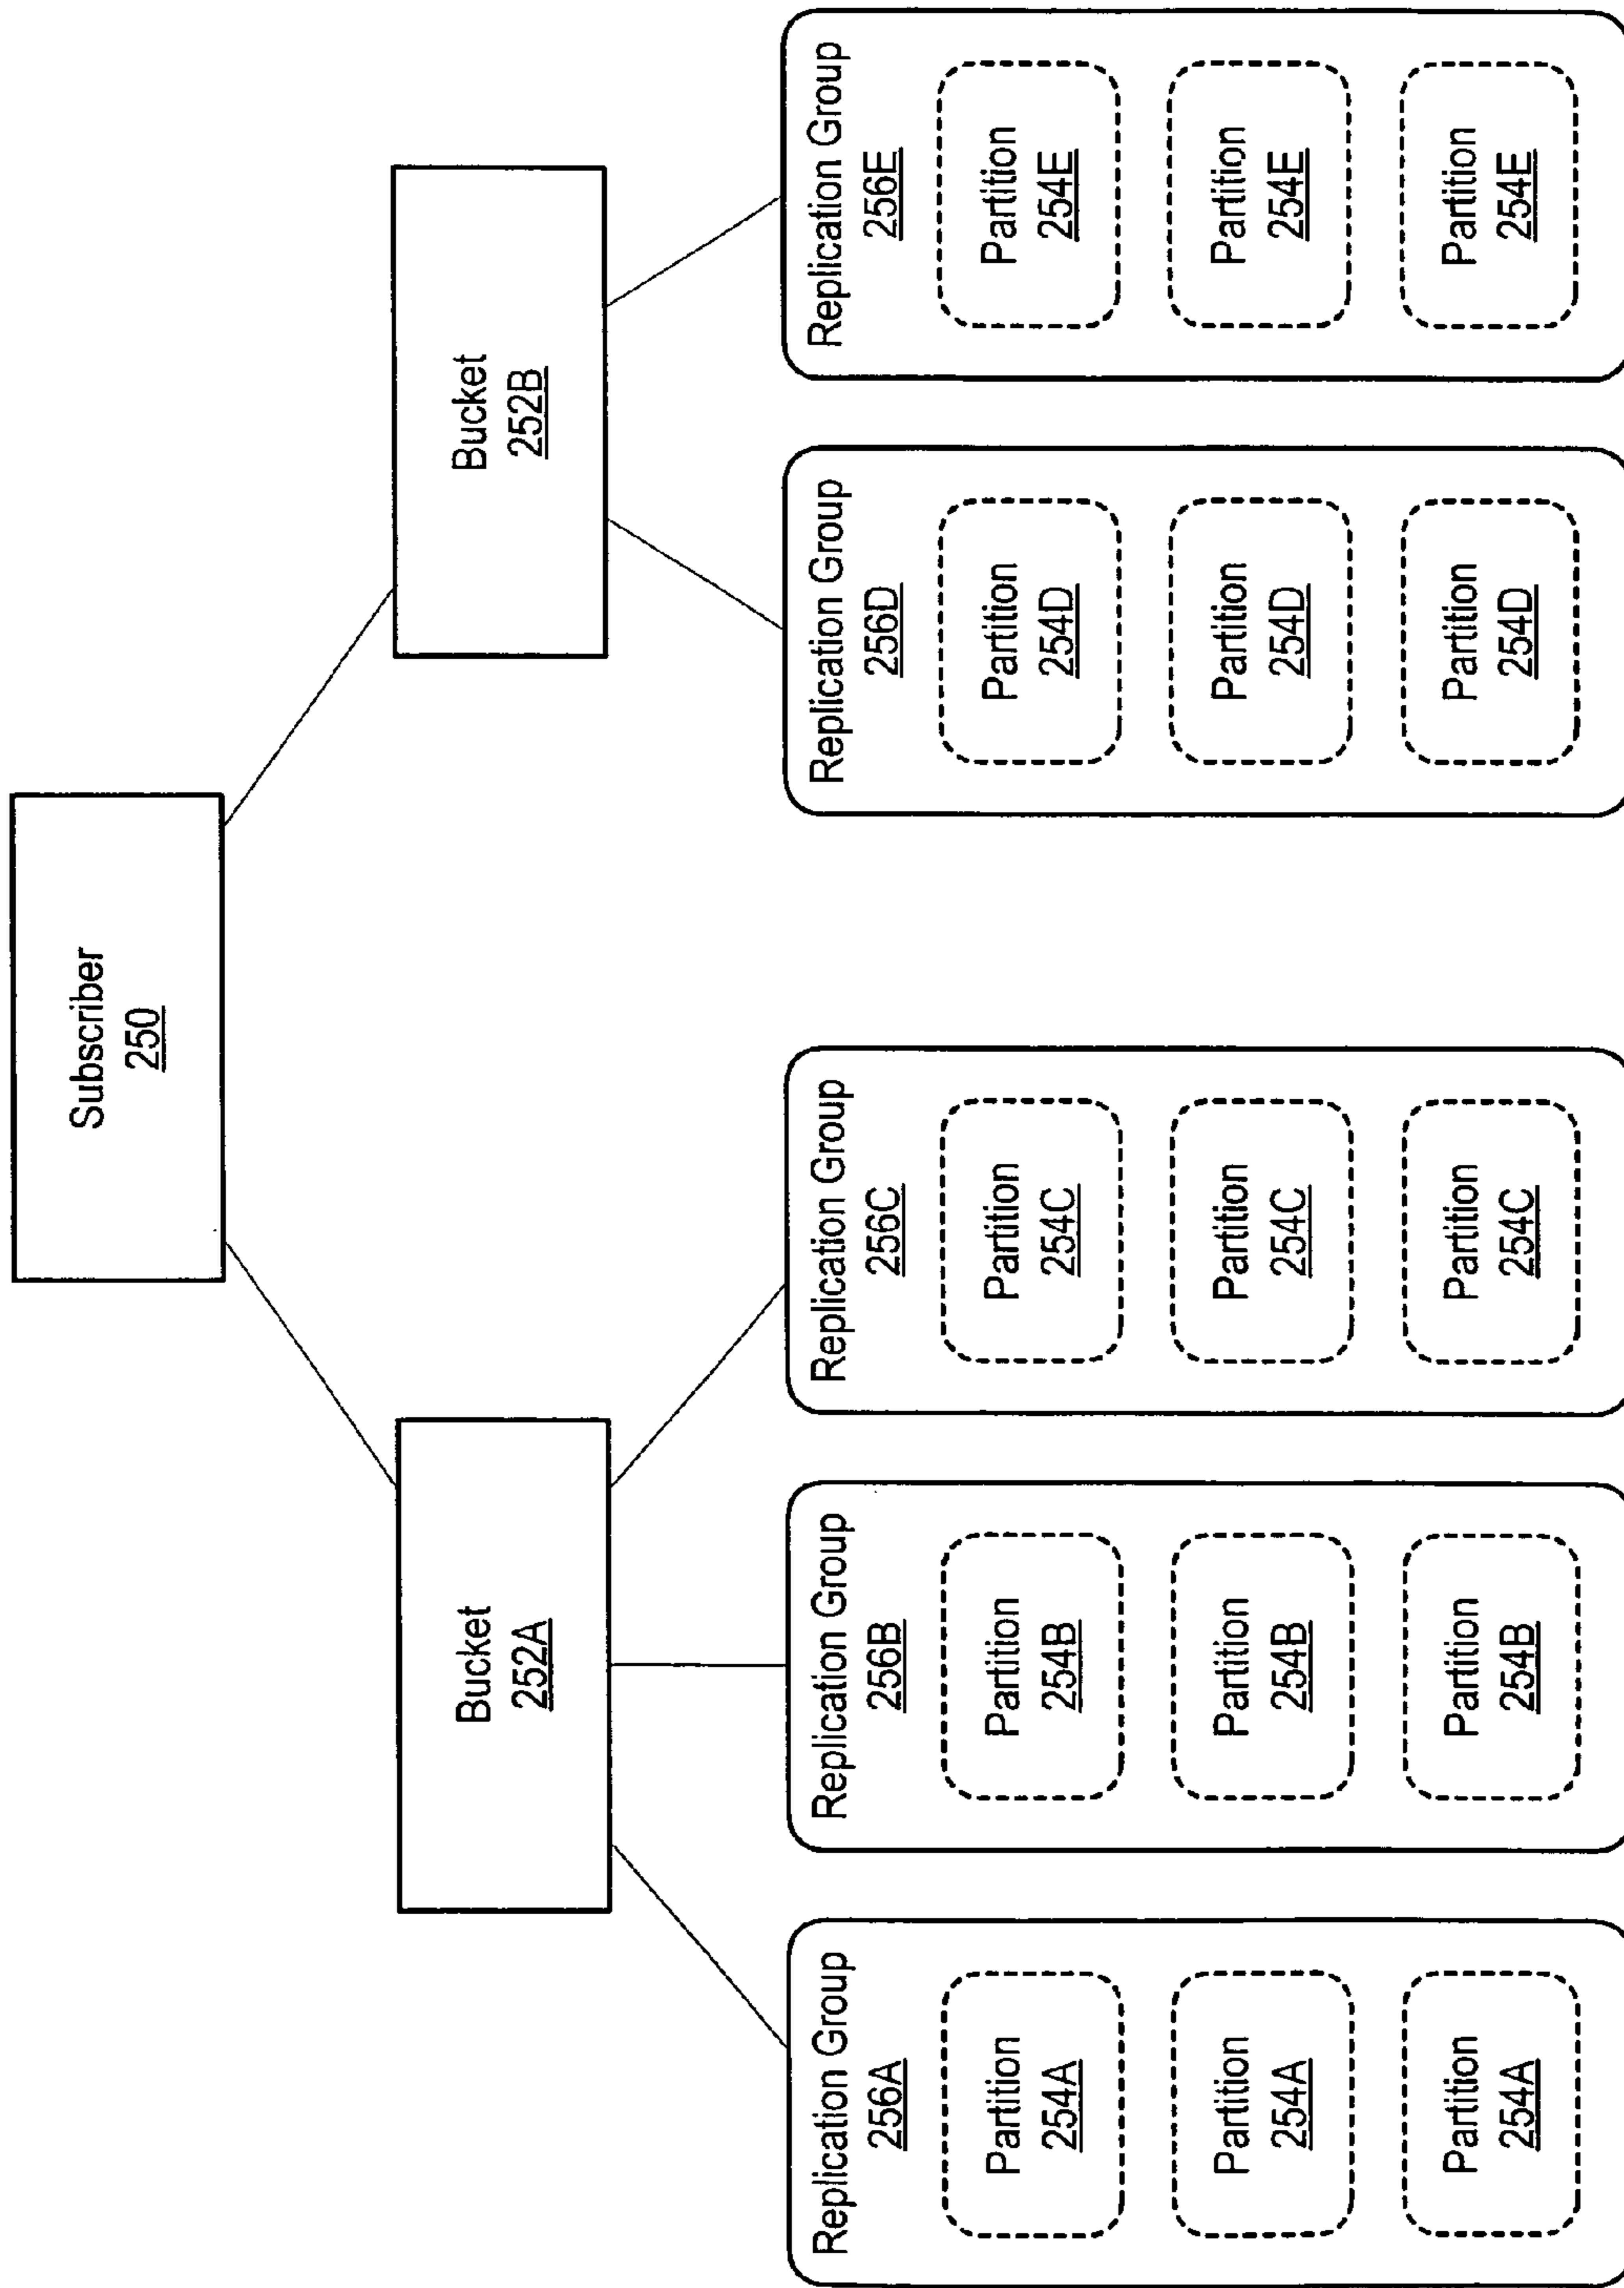 Subscriber
250
Bucket
252A
Bucket
252B
Replication Group
256A
Partition
254A
Partition
254A
Partition
254A
Replication Group
256B
Partition
254B
Partition
254B
Partition
254B
Replication Group
256C
Partition
254C
Partition
254C
Partition
254C
Replication Group
256D
Partition
254D
Partition
254D
Partition
254D
Replication Group
256E
Partition
254E
Partition
254E
Partition
254E